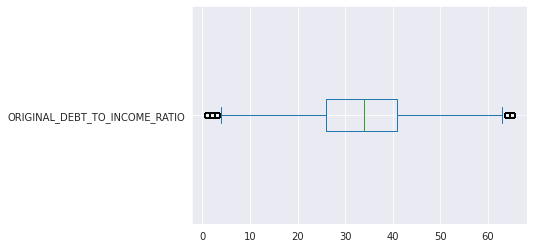 ORIGINAL_DEBT_TO_INCOME_RATIO
0 10 20 30 40 50 60